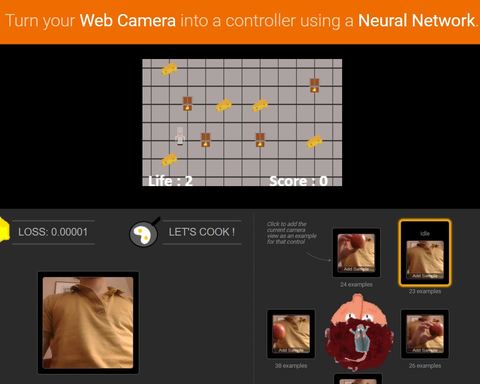 Turn your Web Camera into a controller using a Neural Network.
Life : 2
Score : 0
LOSS: 0.00001
LET'S COOK !
Click to add the
current camera
view as an example
for that control
Add Sample
24 examples
Idle
Add Sample
23 examples
Add Sample
38 examples
Add Sample
26 examples